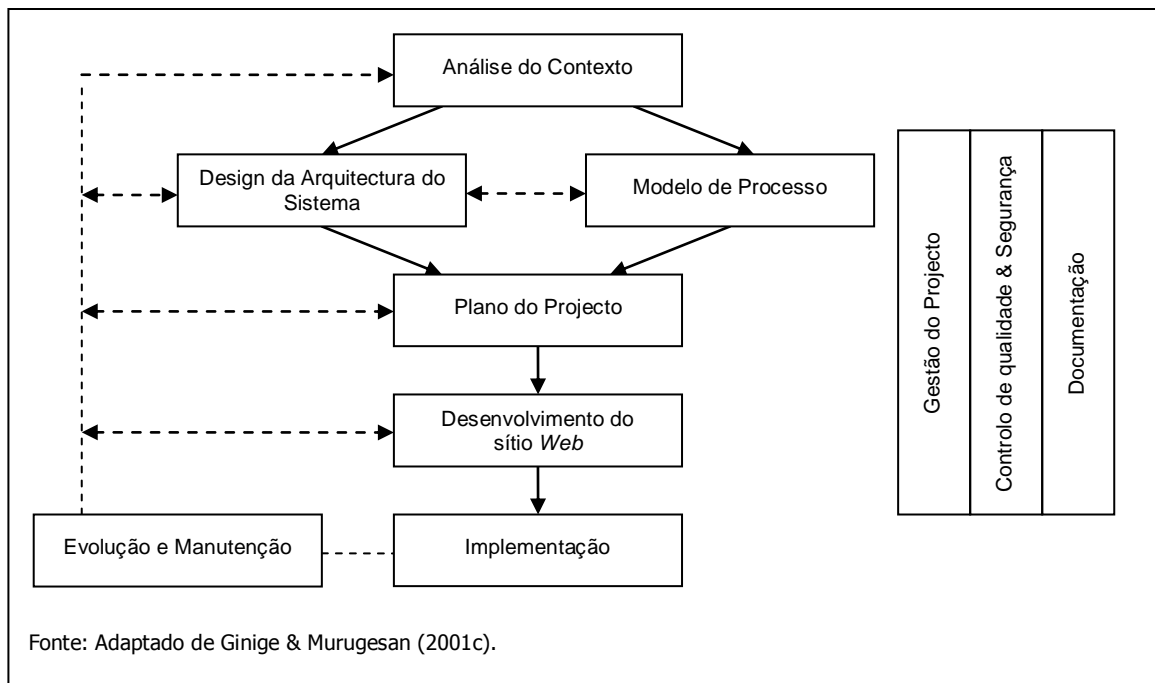 Análise do Contexto
Design da Arquitectura do
Sistema
Modelo de Processo
Plano do Projecto
Desenvolvimento do
sítio Web
Evolução e Manutenção
Implementação
Gestão do Projecto
Controlo de qualidade & Segurança
Documentação
Fonte: Adaptado de Ginige & Murugesan (2001c).